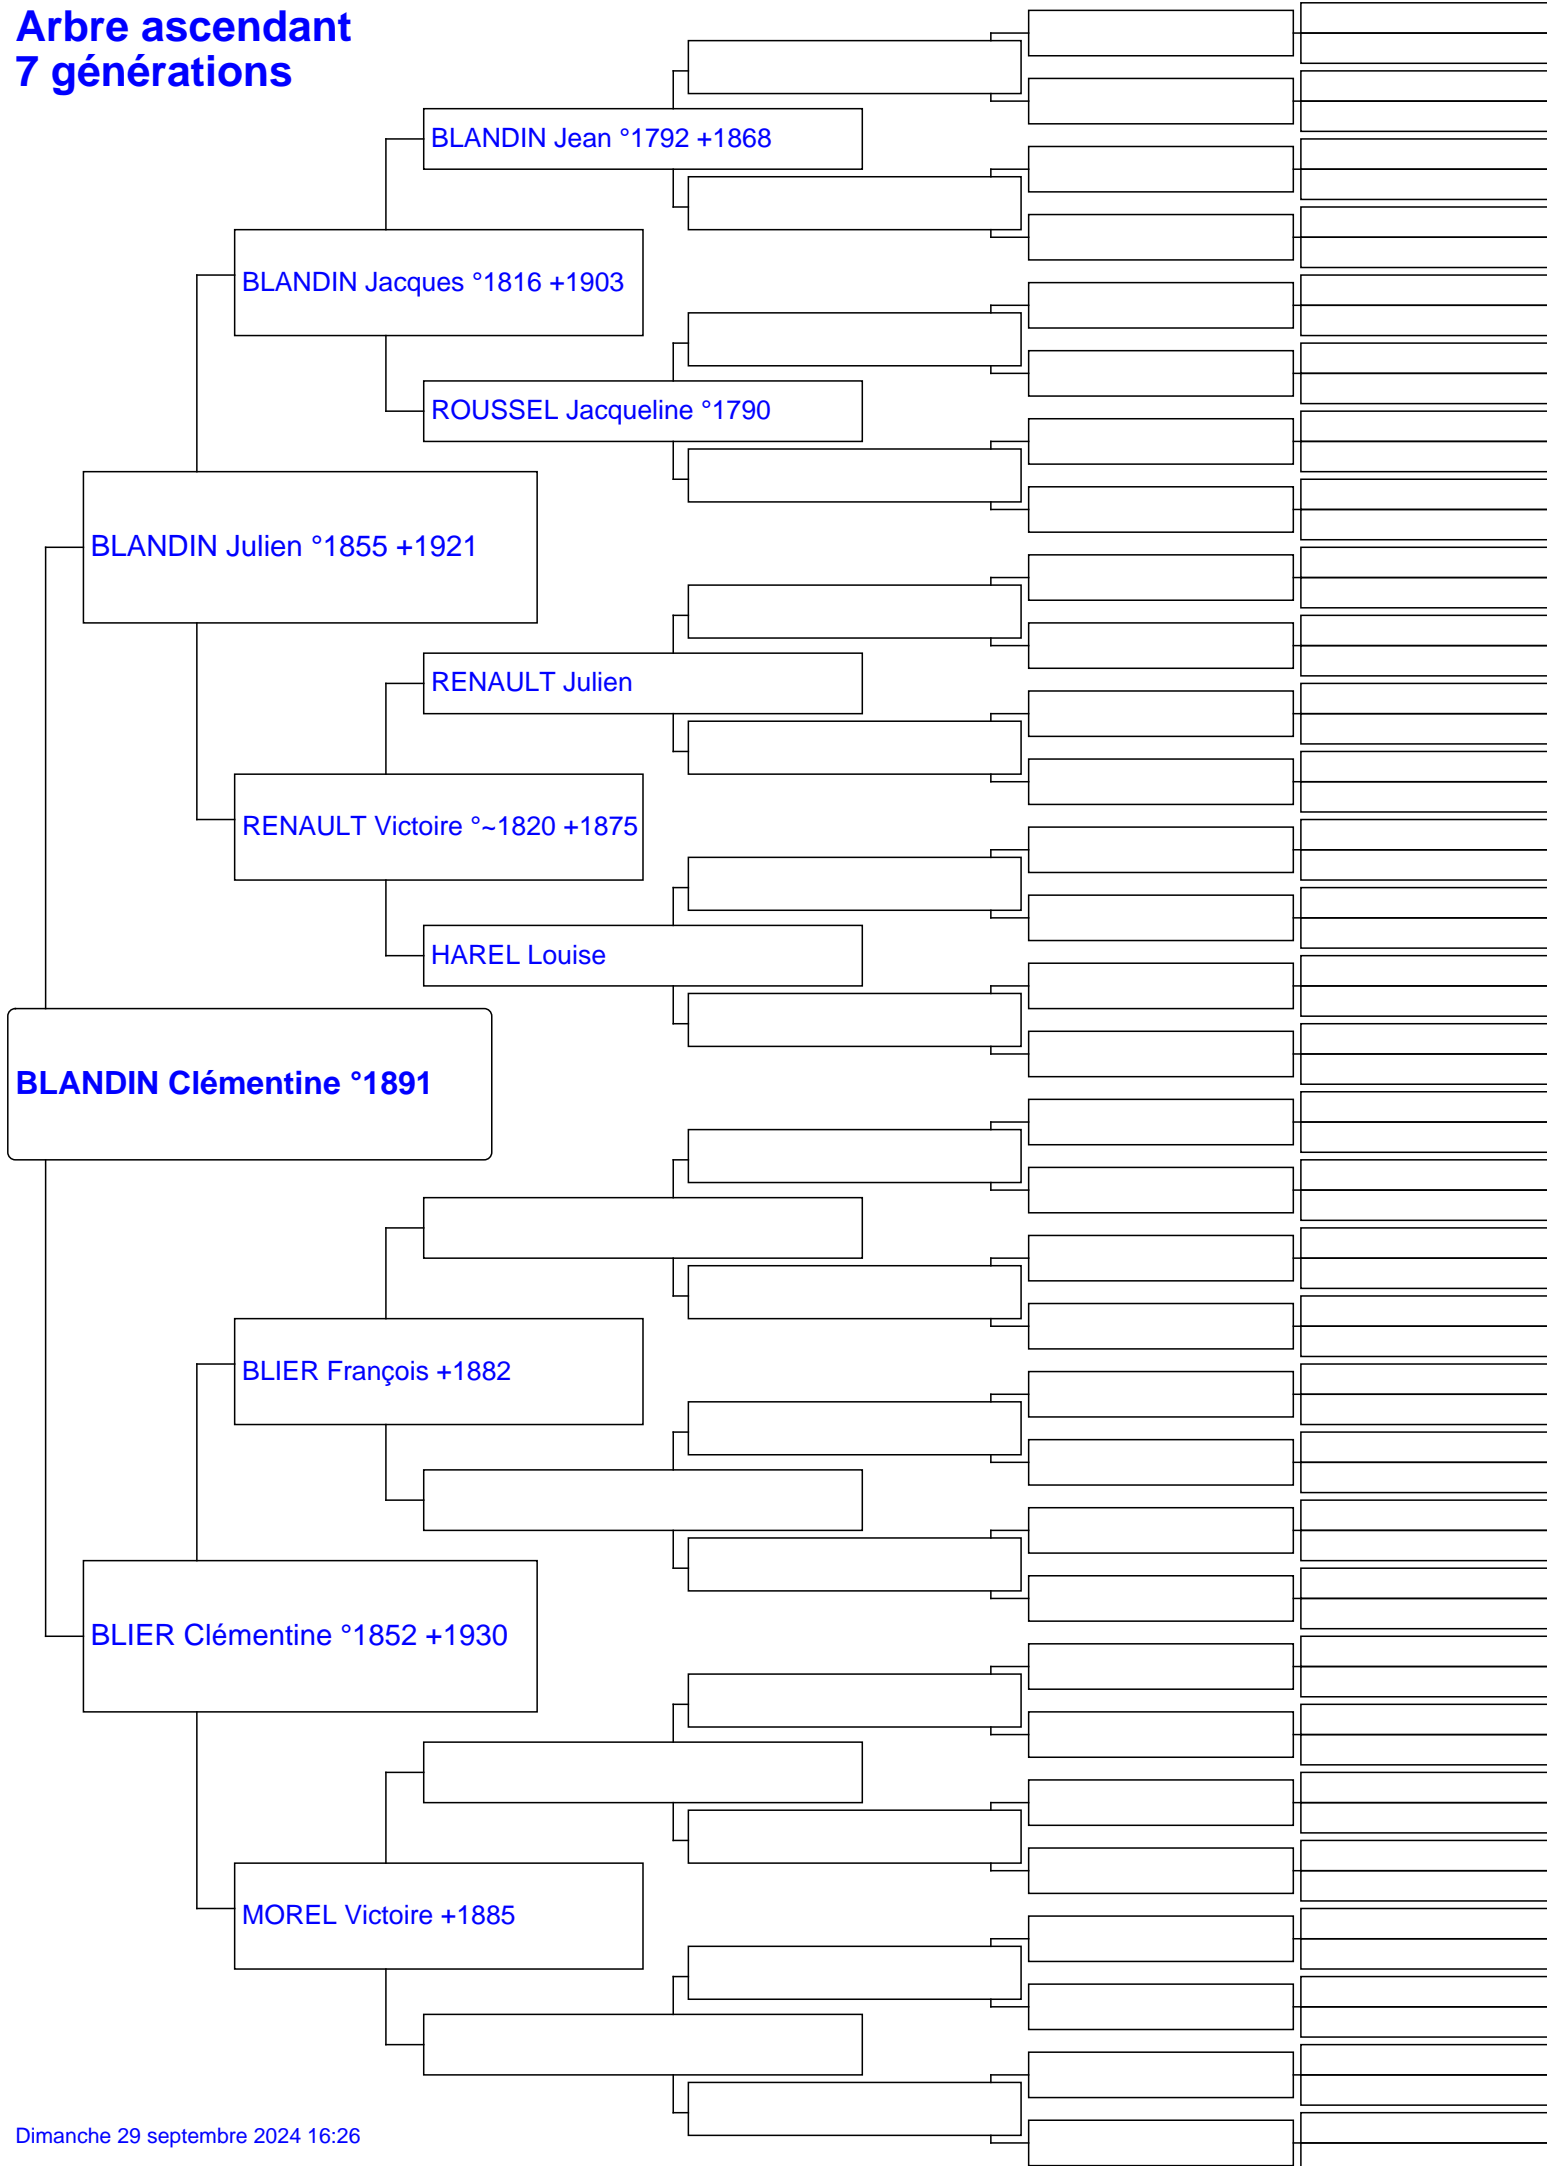 Arbre ascendant
7 générations
BLANDIN Jean °1792 +1868
BLANDIN Jacques °1816 +1903
ROUSSEL Jacqueline °1790
BLANDIN Julien °1855 +1921
RENAULT Julien
RENAULT Victoire °~1820 +1875
HAREL Louise
BLANDIN Clémentine °1891
BLIER François +1882
BLIER Clémentine °1852 +1930
MOREL Victoire +1885
Dimanche 29 septembre 2024 16:26